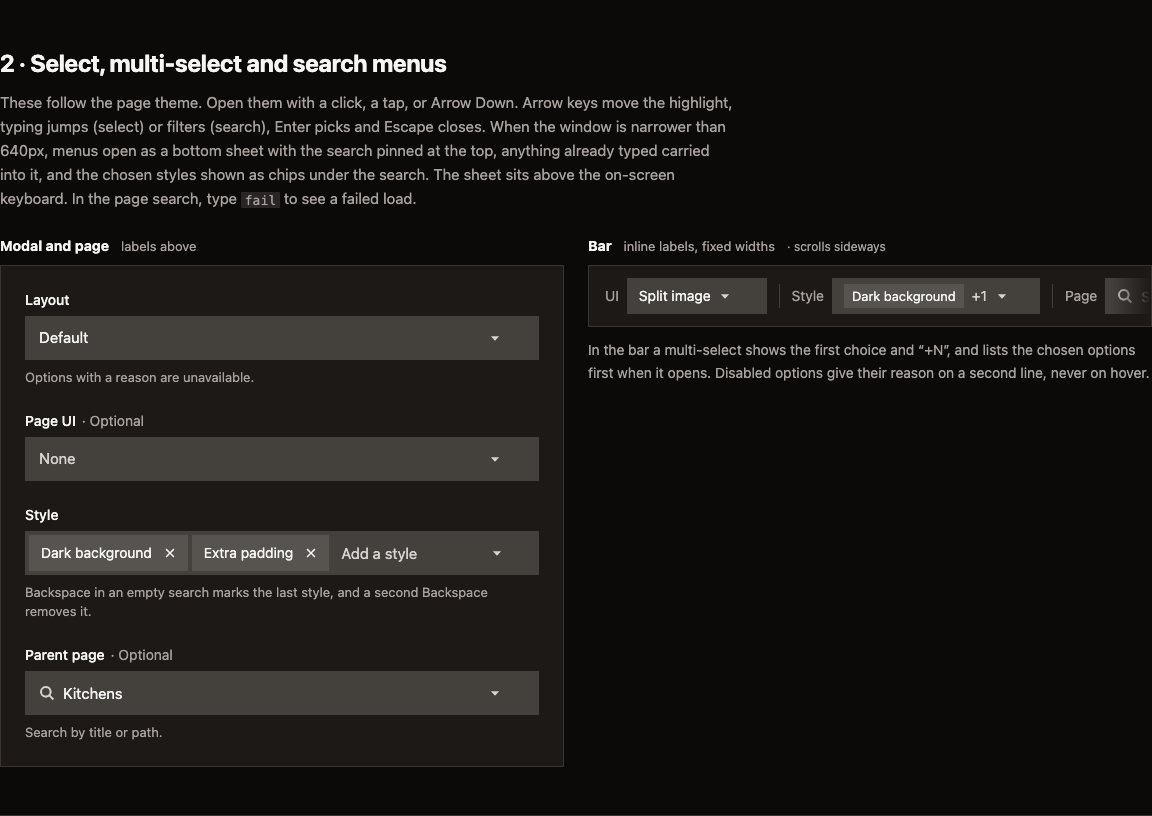 2 · Select, multi-select and search menus
These follow the page theme. Open them with a click, a tap, or Arrow Down. Arrow keys move the highlight,
typing jumps (select) or filters (search), Enter picks and Escape closes. When the window is narrower than
640px, menus open as a bottom sheet with the search pinned at the top, anything already typed carried
into it, and the chosen styles shown as chips under the search. The sheet sits above the on-screen
keyboard. In the page search, type fail to see a failed load.
Modal and page labels above
Layout
Default
Options with a reason are unavailable.
Page UI · Optional
None
Style
Dark background × Extra padding × Add a style
Backspace in an empty search marks the last style, and a second Backspace
removes it.
Parent page · Optional
Kitchens
Search by title or path.
Bar inline labels, fixed widths · scrolls sideways
UI Split image Style Dark background +1 Page
In the bar a multi-select shows the first choice and “+N”, and lists the chosen options
first when it opens. Disabled options give their reason on a second line, never on hover.